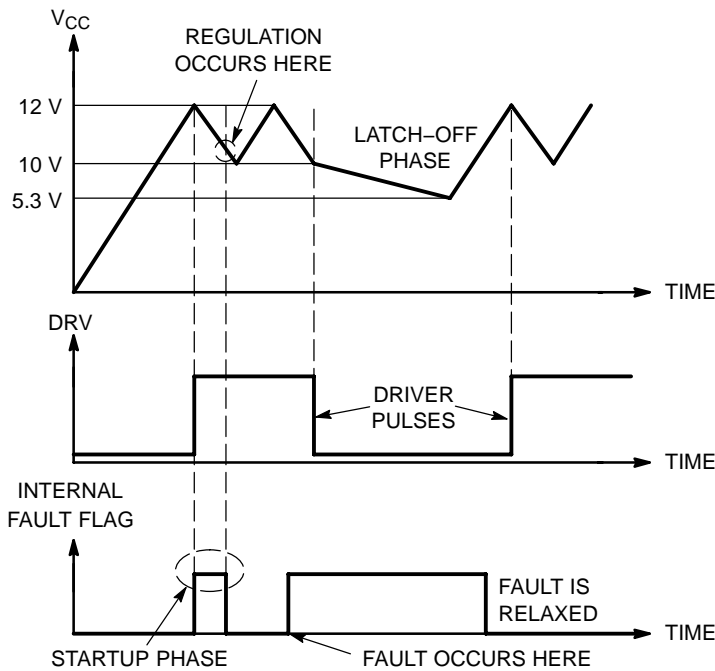 VCC
REGULATION
OCCURS HERE
12 V
LATCH–OFF
PHASE
10 V
5.3 V
TIME
DRV
DRIVER
PULSES
TIME
INTERNAL
FAULT FLAG
FAULT IS
RELAXED
TIME
STARTUP PHASE
FAULT OCCURS HERE